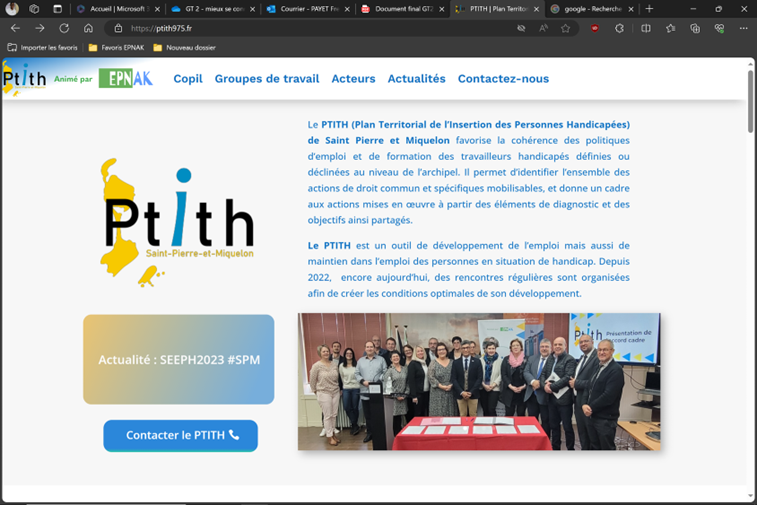 Accueil | Microsoft
GT 2 - mieux se con
Courrier - PAYET Fre
Document final GT2
PTITH | Plan Territor
google - Recherche
https://ptith975.fr
Importer les favoris
Favoris EPNAK
Nouveau dossier
Ptith
Animé par
EPNAK
Copil
Groupes de travail
Acteurs
Actualités
Contactez-nous
Le PTITH (Plan Territorial de l'Insertion des Personnes Handicapées)
de Saint Pierre et Miquelon favorise la cohérence des politiques
d'emploi et de formation des travailleurs handicapés définies ou
déclinées au niveau de l'archipel. Il permet d'identifier l'ensemble des
actions de droit commun et spécifiques mobilisables, et donne un cadre
aux actions mises en œuvre à partir des éléments de diagnostic et des
objectifs ainsi partagés.
Le PTITH est un outil de développement de l'emploi mais aussi de
maintien dans l'emploi des personnes en situation de handicap. Depuis
2022, encore aujourd'hui, des rencontres régulières sont organisées
afin de créer les conditions optimales de son développement.
Ptith
Saint-Pierre-et-Miquelon
Actualité : SEEPH2023 #SPM
Contacter le PTITH
Ptith
Présentation de
accord cadre